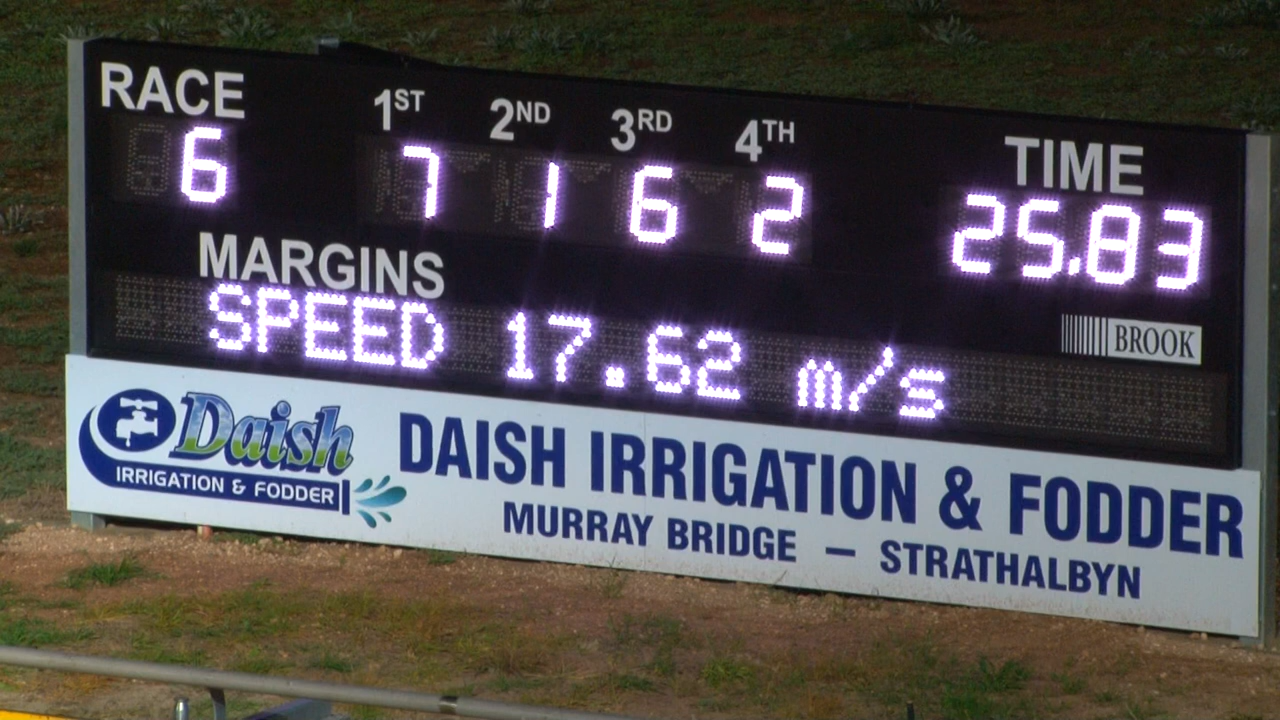 RACE 1ST 2ND 3RD 4TH TIME
6 7 1 6 2 25.83
MARGINS
SPEED 17.62 m/s
BROOK
Daish
IRRIGATION & FODDER
DAISH IRRIGATION & FODDER
MURRAY BRIDGE – STRATHALBYN